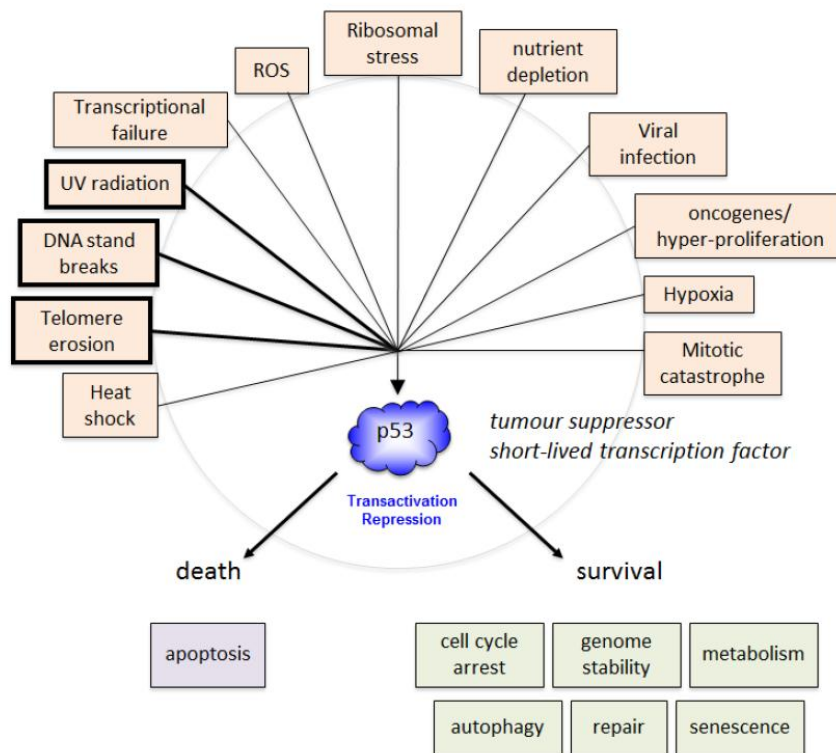 Ribosomal
stress
nutrient
depletion
ROS
Transcriptional
failure
Viral
infection
UV radiation
oncogenes/
hyper-proliferation
DNA stand
breaks
Hypoxia
Telomere
erosion
Mitotic
catastrophe
Heat
shock
p53
tumour suppressor
short-lived transcription factor
Transactivation
Repression
death
survival
apoptosis
cell cycle
arrest
genome
stability
metabolism
autophagy
repair
senescence